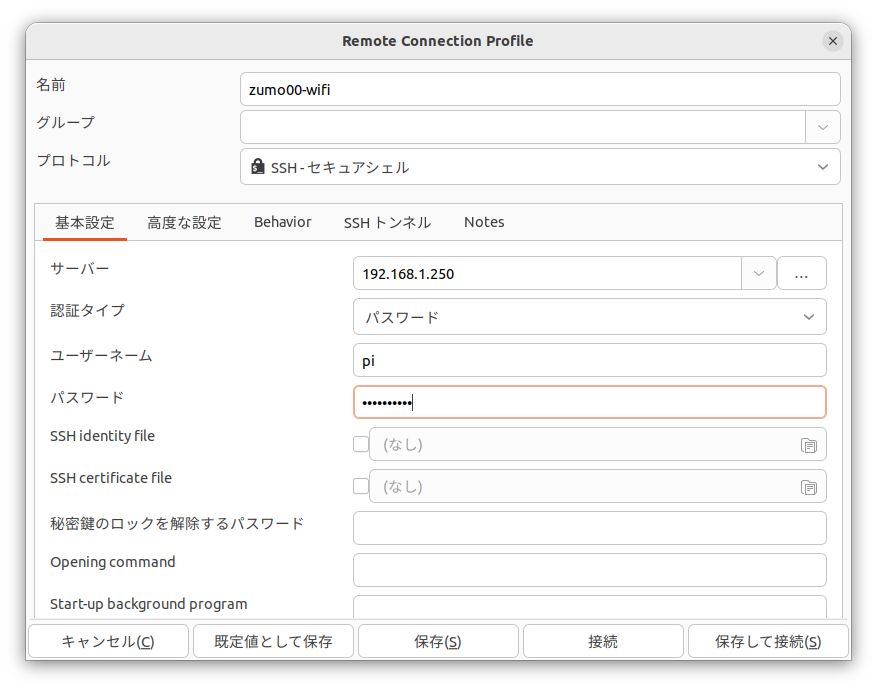 Remote Connection Profile
名前
zumo00-wifi
グループ
プロトコル
SSH - セキュアシェル
基本設定 高度な設定 Behavior SSH トンネル Notes
サーバー
192.168.1.250
...
認証タイプ
パスワード
ユーザーネーム
pi
パスワード
••••••••••
SSH identity file
(なし)
SSH certificate file
(なし)
秘密鍵のロックを解除するパスワード
Opening command
Start-up background program
キャンセル(C) 既定値として保存 保存(S) 接続 保存して接続(S)